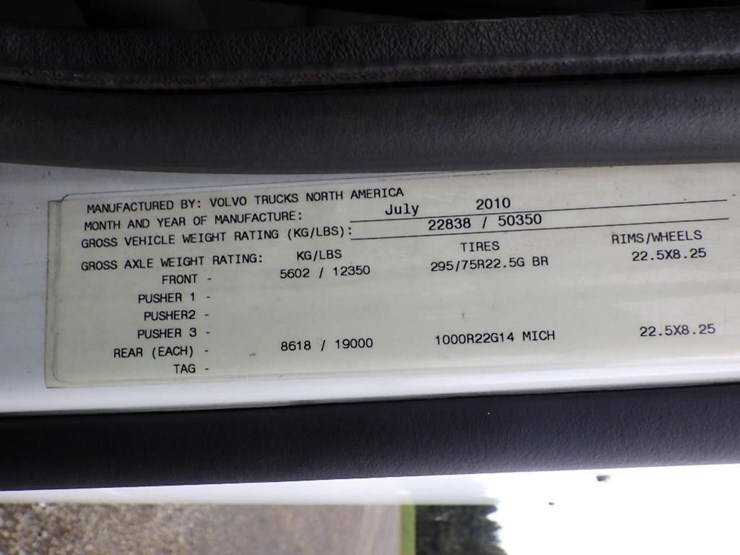 MANUFACTURED BY: VOLVO TRUCKS NORTH AMERICA
MONTH AND YEAR OF MANUFACTURE: July 2010
GROSS VEHICLE WEIGHT RATING (KG/LBS): 22838 / 50350
GROSS AXLE WEIGHT RATING: KG/LBS TIRES RIMS/WHEELS
FRONT - 5602 / 12350 295/75R22.5G BR 22.5X8.25
PUSHER 1 -
PUSHER2 -
PUSHER 3 -
REAR (EACH) - 8618 / 19000 1000R22G14 MICH 22.5X8.25
TAG -